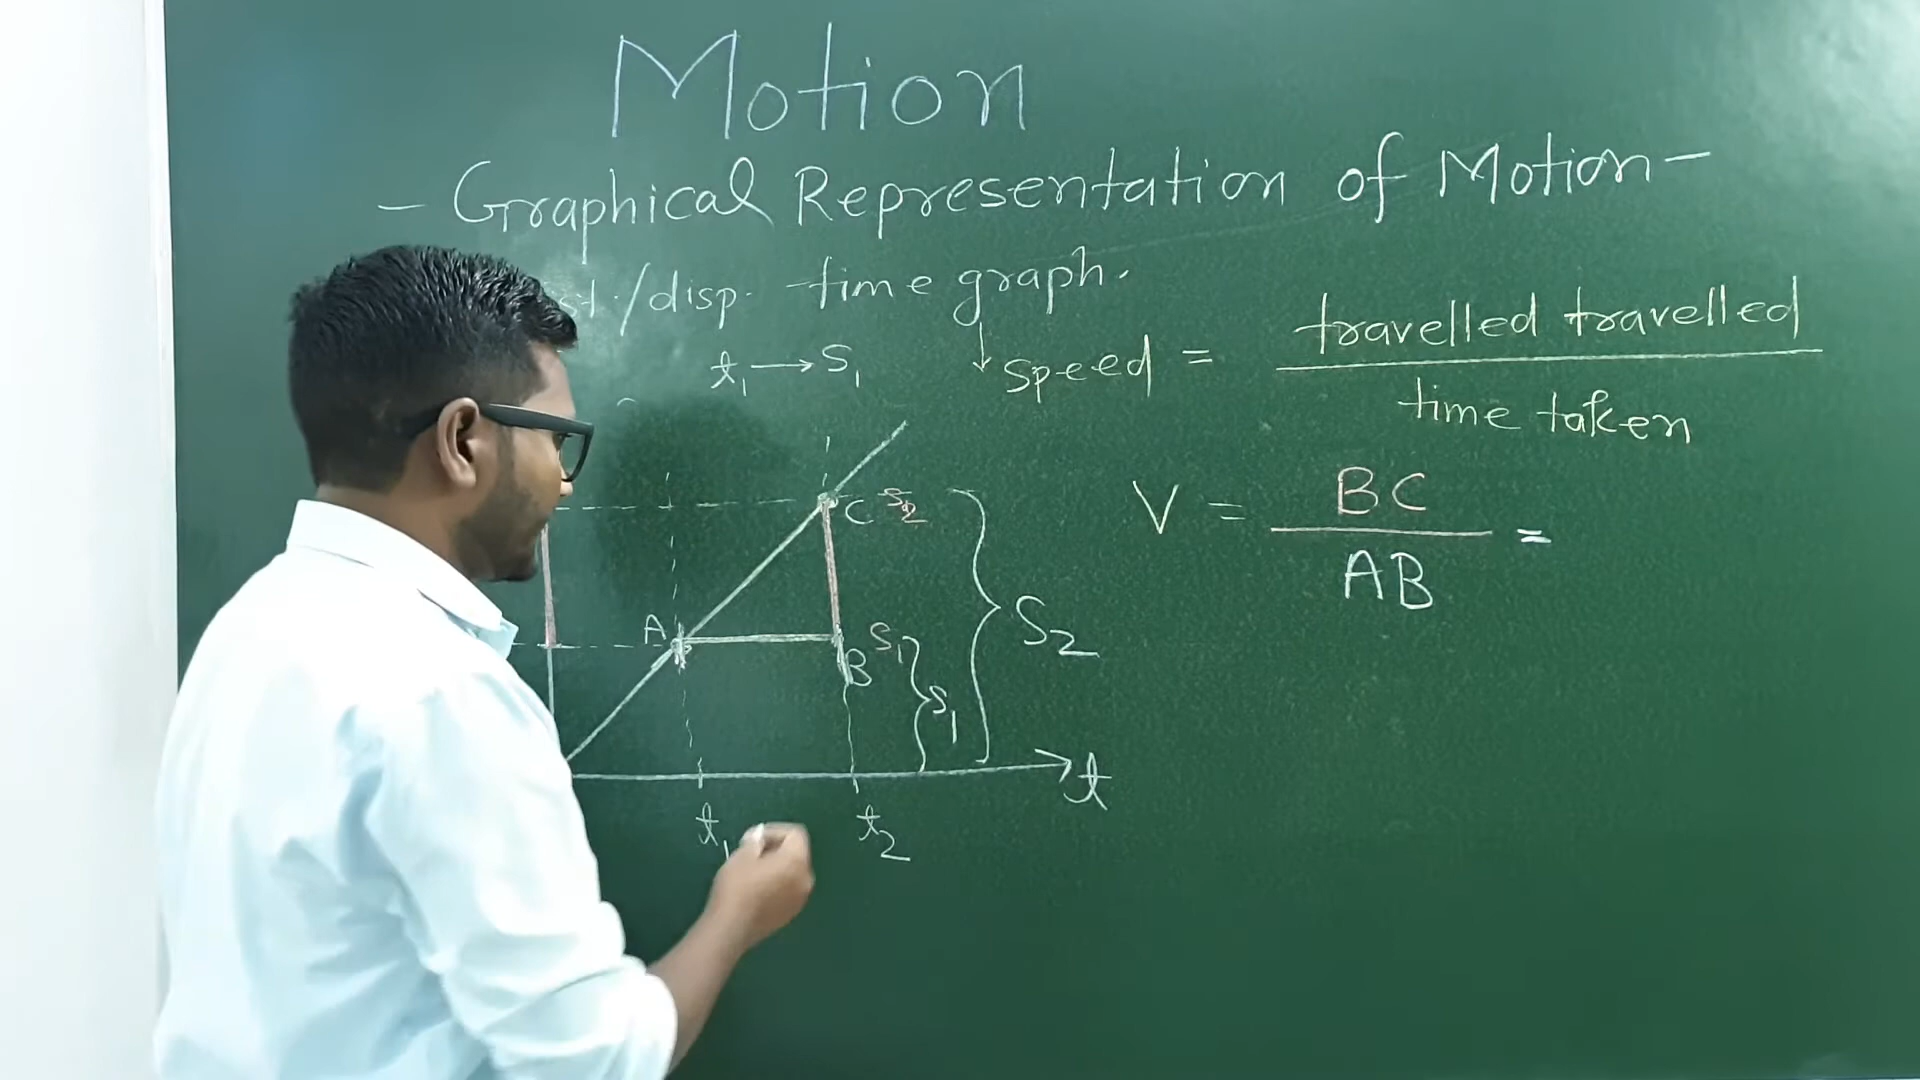 Motion
- Graphical Representation of Motion -
/disp. time graph.
t₁ → S₁
↓ speed = travelled travelled
time taken
V = BC
AB
=
C S₂
A
B S₁
S₁
S₂
t
t₁
t₂